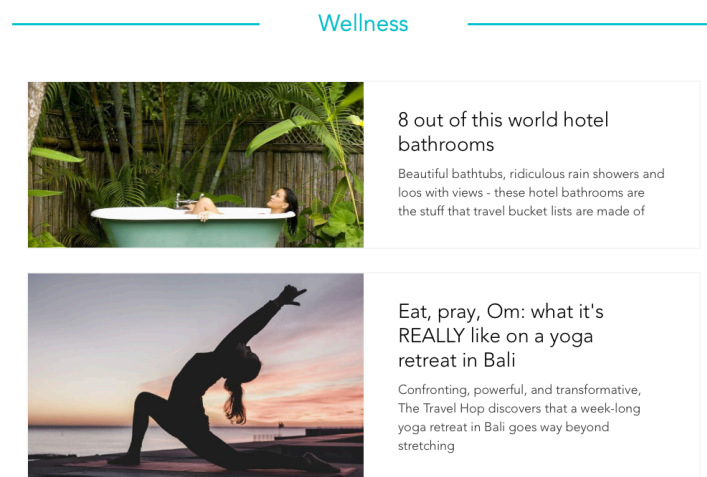 Wellness
8 out of this world hotel
bathrooms
Beautiful bathtubs, ridiculous rain showers and
loos with views - these hotel bathrooms are
the stuff that travel bucket lists are made of
Eat, pray, Om: what it's
REALLY like on a yoga
retreat in Bali
Confronting, powerful, and transformative,
The Travel Hop discovers that a week-long
yoga retreat in Bali goes way beyond
stretching